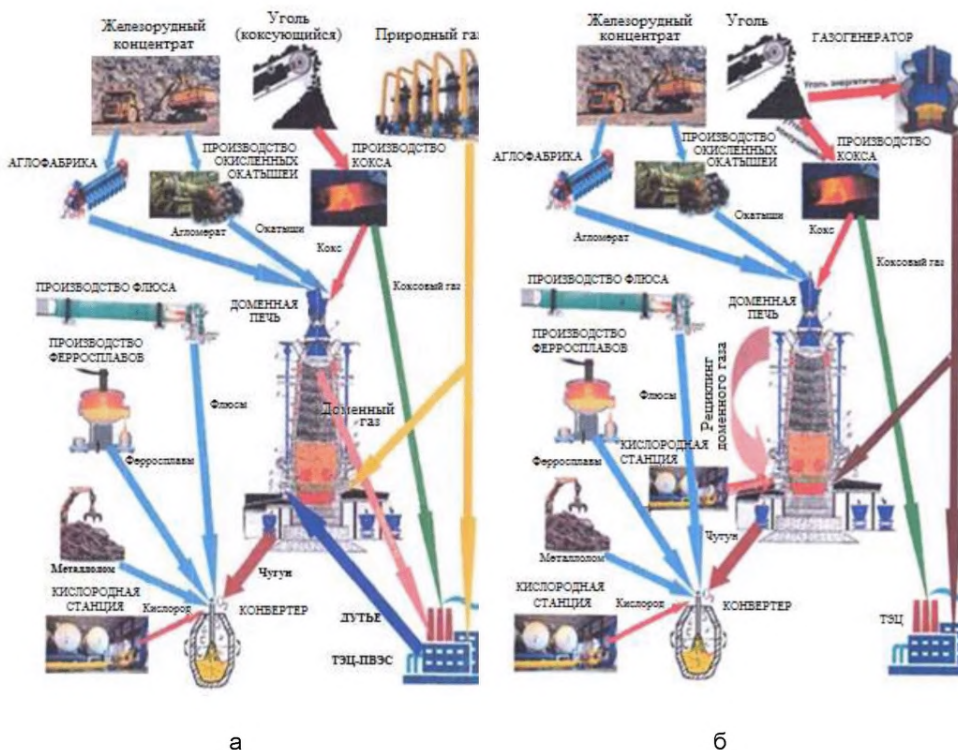 Железорудный
концентрат
Уголь
(коксующийся)
Природный газ
АГЛОФАБРИКА
ПРОИЗВОДСТВО
ОКИСЛЕННЫХ
ОКАТЫШЕЙ
ПРОИЗВОДСТВО
КОКСА
Агломерат
Окатыши
Кокс
Коксовый газ
ПРОИЗВОДСТВО ФЛЮСА
ДОМЕННАЯ
ПЕЧЬ
ПРОИЗВОДСТВО
ФЕРРОСПЛАВОВ
Флюсы
Доменный
газ
Ферросплавы
Металлолом
Чугун
КИСЛОРОДНАЯ
СТАНЦИЯ
Кислород
КОНВЕРТЕР
ДУТЬЕ
ТЭЦ-ПВЭС
а
Железорудный
концентрат
Уголь
ГАЗОГЕНЕРАТОР
Уголь энергетический
АГЛОФАБРИКА
ПРОИЗВОДСТВО
ОКИСЛЕННЫХ
ОКАТЫШЕЙ
ПРОИЗВОДСТВО
КОКСА
Агломерат
Окатыши
Кокс
Коксовый газ
ПРОИЗВОДСТВО ФЛЮСА
ДОМЕННАЯ
ПЕЧЬ
ПРОИЗВОДСТВО
ФЕРРОСПЛАВОВ
Флюсы
Рециклинг
доменного газа
Ферросплавы
КИСЛОРОДНАЯ
СТАНЦИЯ
Металлолом
Чугун
КИСЛОРОДНАЯ
СТАНЦИЯ
Кислород
КОНВЕРТЕР
ТЭЦ
б